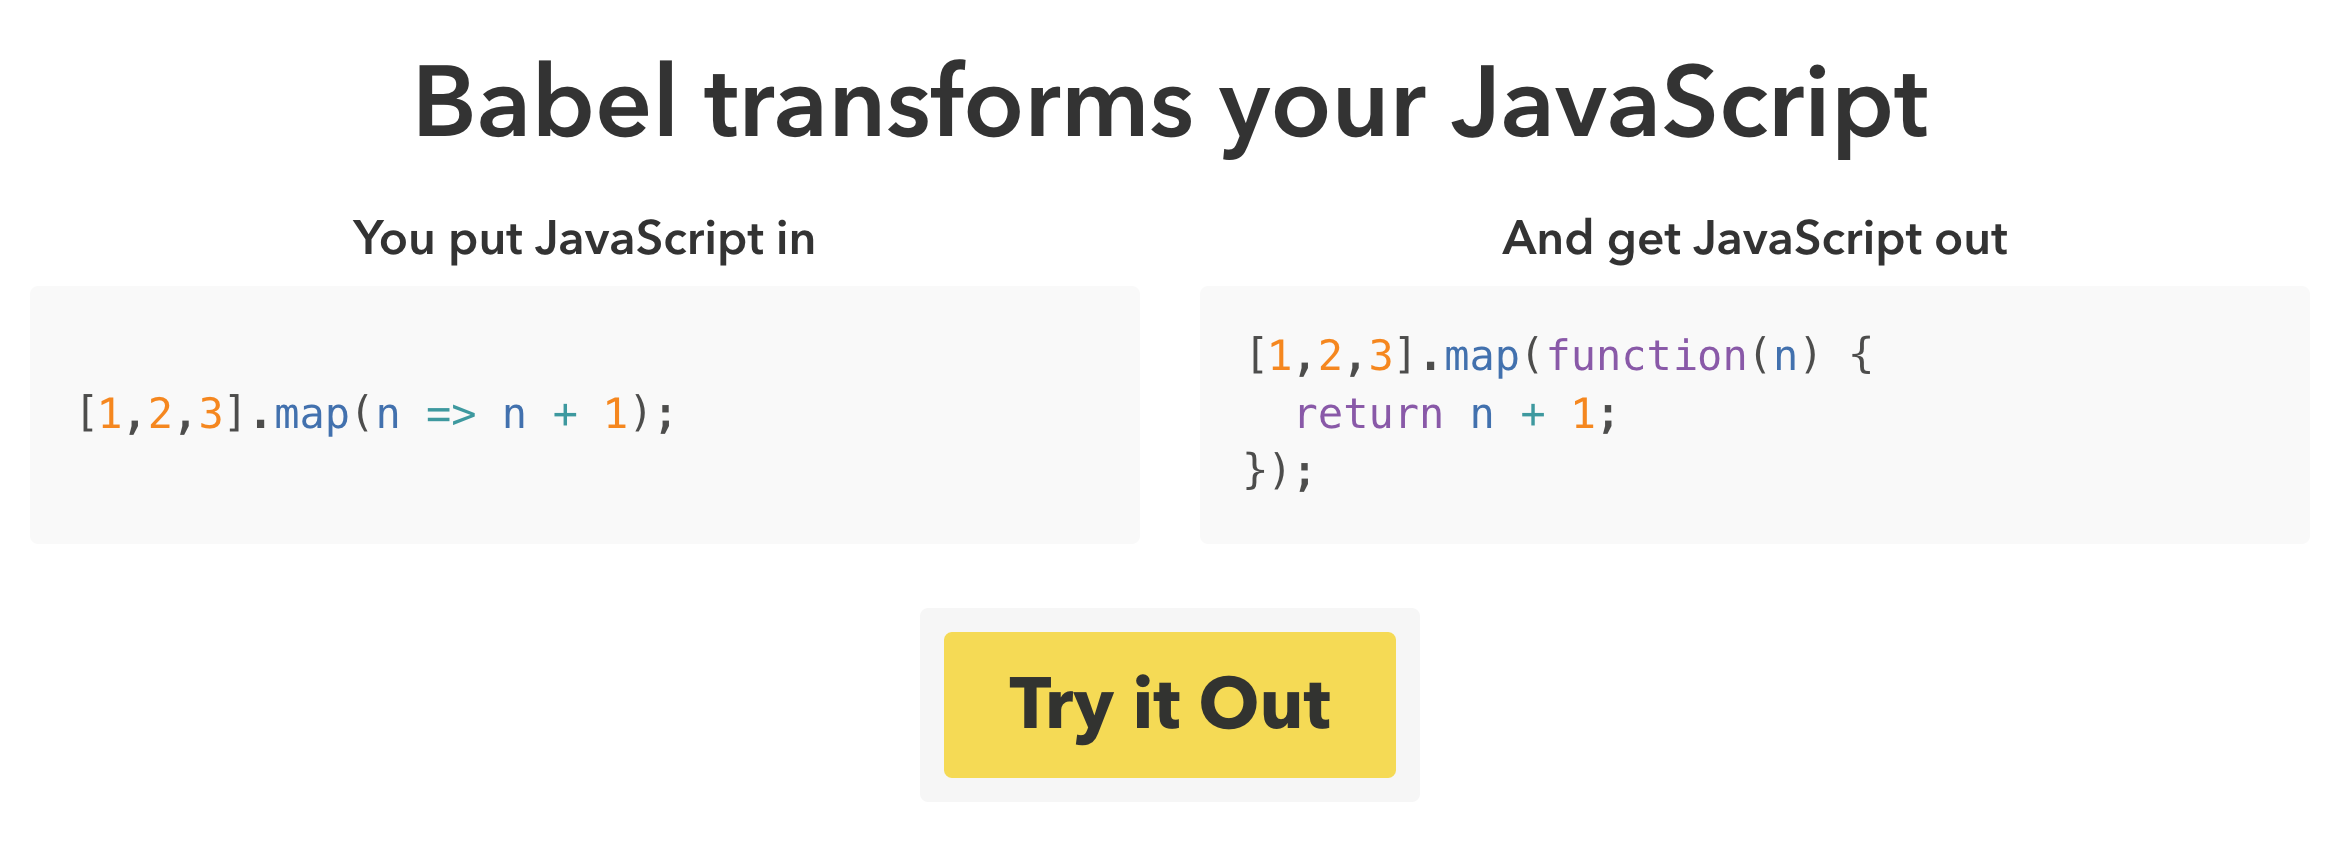 Babel transforms your JavaScript
You put JavaScript in
[1,2,3].map(n => n + 1);
And get JavaScript out
[1,2,3].map(function(n) {
  return n + 1;
});
Try it Out